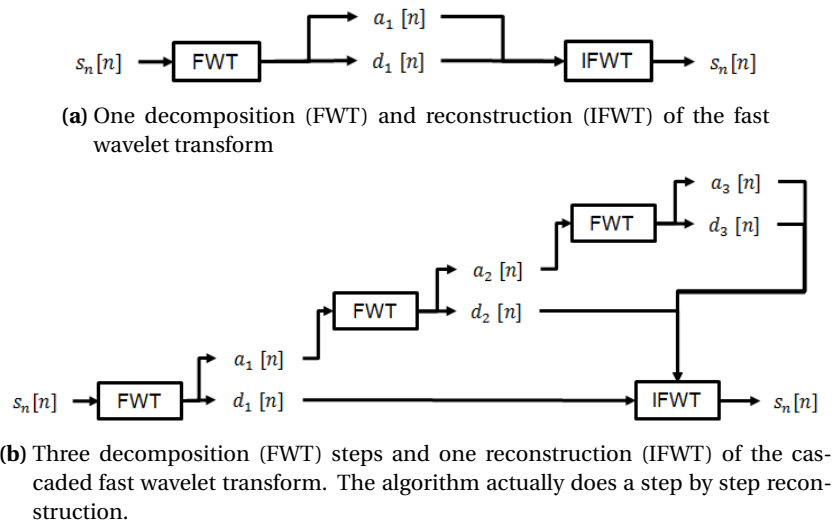 a₁ [n]
sₙ[n] FWT d₁ [n] IFWT sₙ[n]
(a) One decomposition (FWT) and reconstruction (IFWT) of the fast
wavelet transform
a₃ [n]
FWT d₃ [n]
a₂ [n]
FWT d₂ [n]
a₁ [n]
sₙ[n] FWT d₁ [n] IFWT sₙ[n]
(b) Three decomposition (FWT) steps and one reconstruction (IFWT) of the cas-
caded fast wavelet transform. The algorithm actually does a step by step recon-
struction.